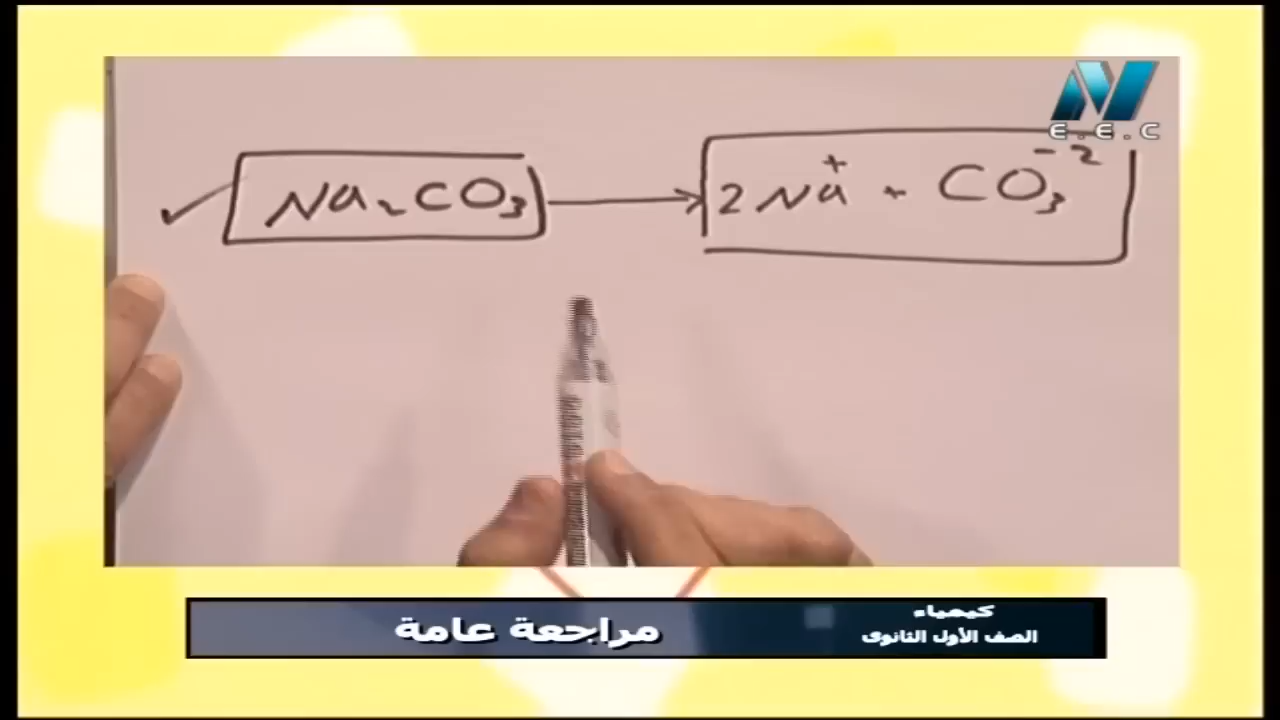 E.E.C
Na₂CO₃ → 2Na⁺ + CO₃⁻²
كيمياء
الصف الأول الثانوى
مراجعة عامة